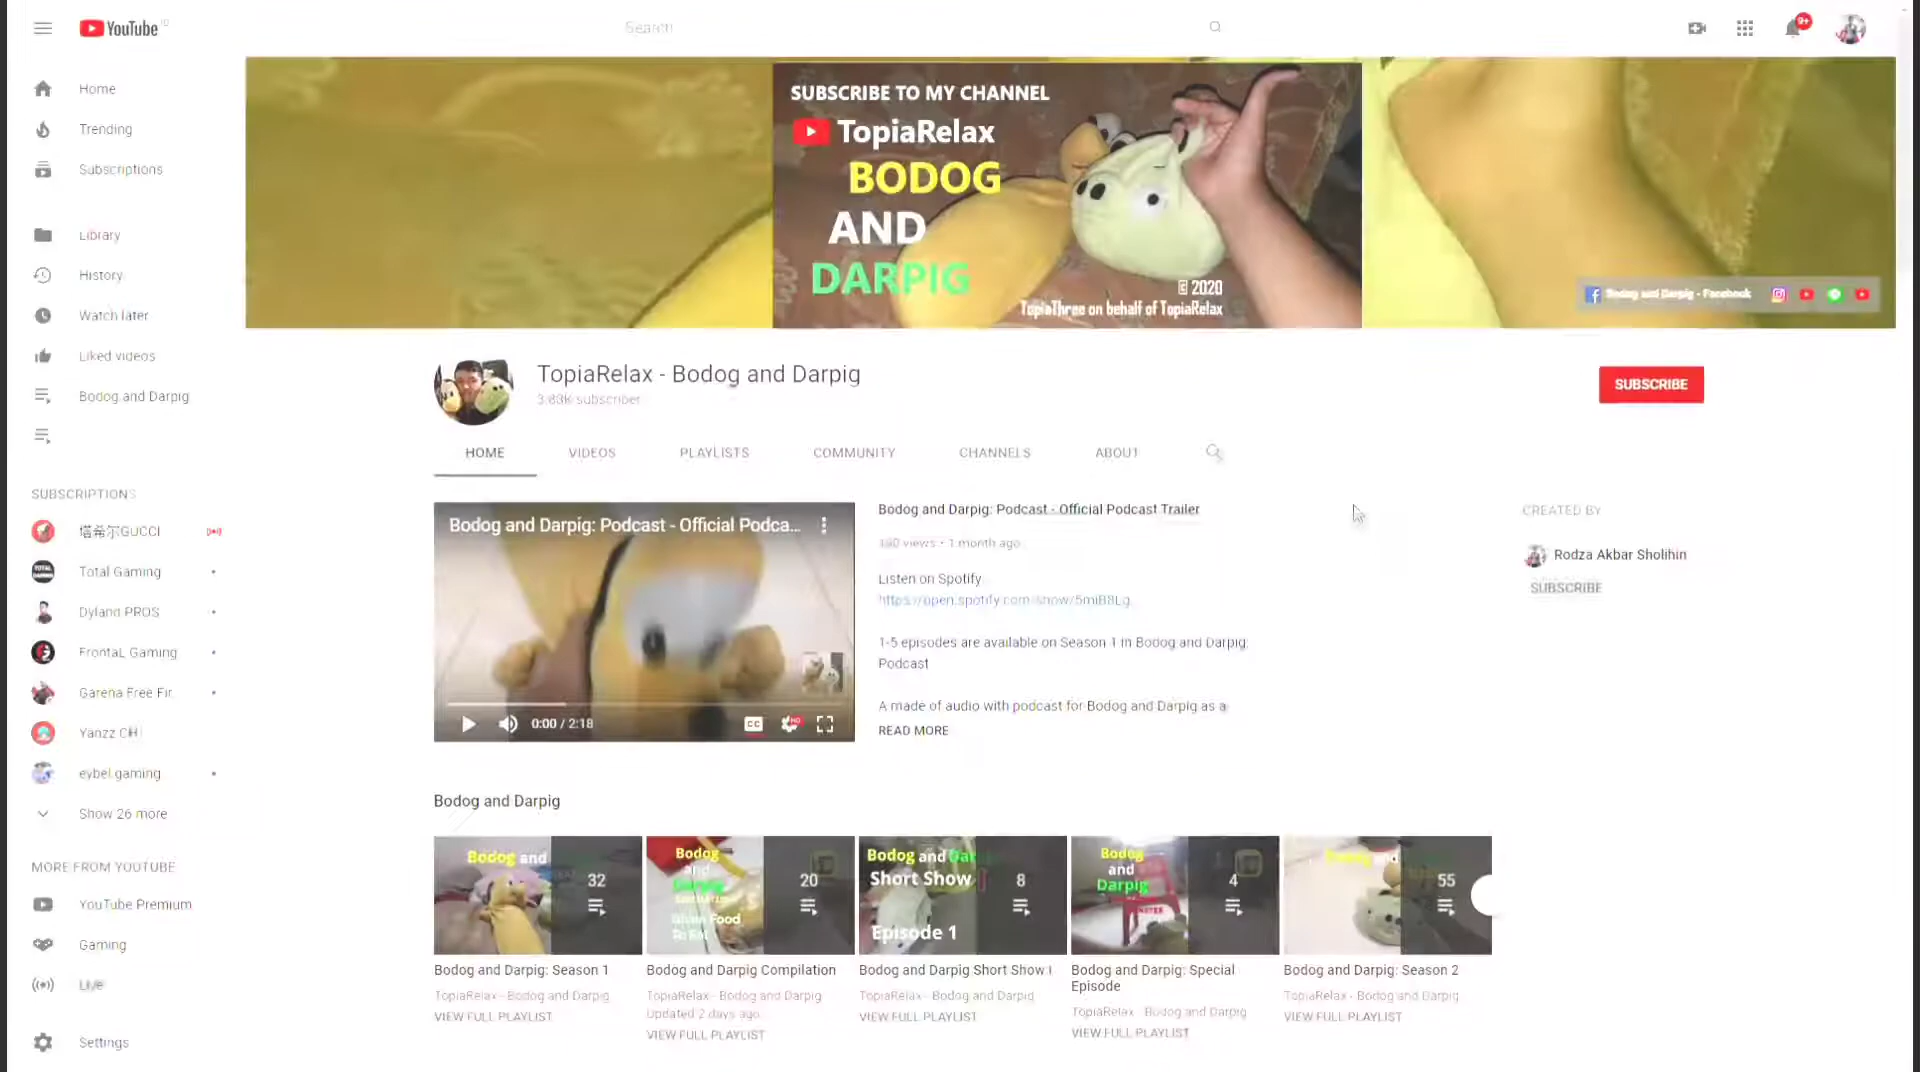 YouTube
Search
9+
Home
Trending
Subscriptions
Library
History
Watch later
Liked videos
Bodog and Darpig
SUBSCRIPTIONS
塔希尔GUCCI
Total Gaming
Dyland PROS
FrontaL Gaming
Garena Free Fir
Yanzz
eybel gaming
Show 26 more
MORE FROM YOUTUBE
YouTube Premium
Gaming
Live
Settings
SUBSCRIBE TO MY CHANNEL
TopiaRelax
BODOG
AND
DARPIG
© 2020
TopiaThree on behalf of TopiaRelax
Bodog and Darpig - Facebook
TopiaRelax - Bodog and Darpig
3.83K subscriber
SUBSCRIBE
HOME
VIDEOS
PLAYLISTS
COMMUNITY
CHANNELS
ABOUT
Bodog and Darpig: Podcast - Official Podca...
0:00 / 2:18
CC
HD
Bodog and Darpig: Podcast - Official Podcast Trailer
views • 1 month ago
Listen on Spotify
https://open.spotify.com/show/5miB8Lg...
1-5 episodes are available on Season 1 in Bodog and Darpig:
Podcast
A made of audio with podcast for Bodog and Darpig as a
READ MORE
CREATED BY
Rodza Akbar Sholihin
SUBSCRIBE
Bodog and Darpig
Bodog and
32
Bodog
and
Darpig
20
Bodog and Dar
Short Show
Episode 1
8
Bodog
and
Darpig
4
55
Bodog and Darpig: Season 1
TopiaRelax - Bodog and Darpig
VIEW FULL PLAYLIST
Bodog and Darpig Compilation
TopiaRelax - Bodog and Darpig
Updated 2 days ago
VIEW FULL PLAYLIST
Bodog and Darpig Short Show
TopiaRelax - Bodog and Darpig
VIEW FULL PLAYLIST
Bodog and Darpig: Special
Episode
TopiaRelax - Bodog and Darpig
VIEW FULL PLAYLIST
Bodog and Darpig: Season 2
TopiaRelax - Bodog and Darpig
VIEW FULL PLAYLIST